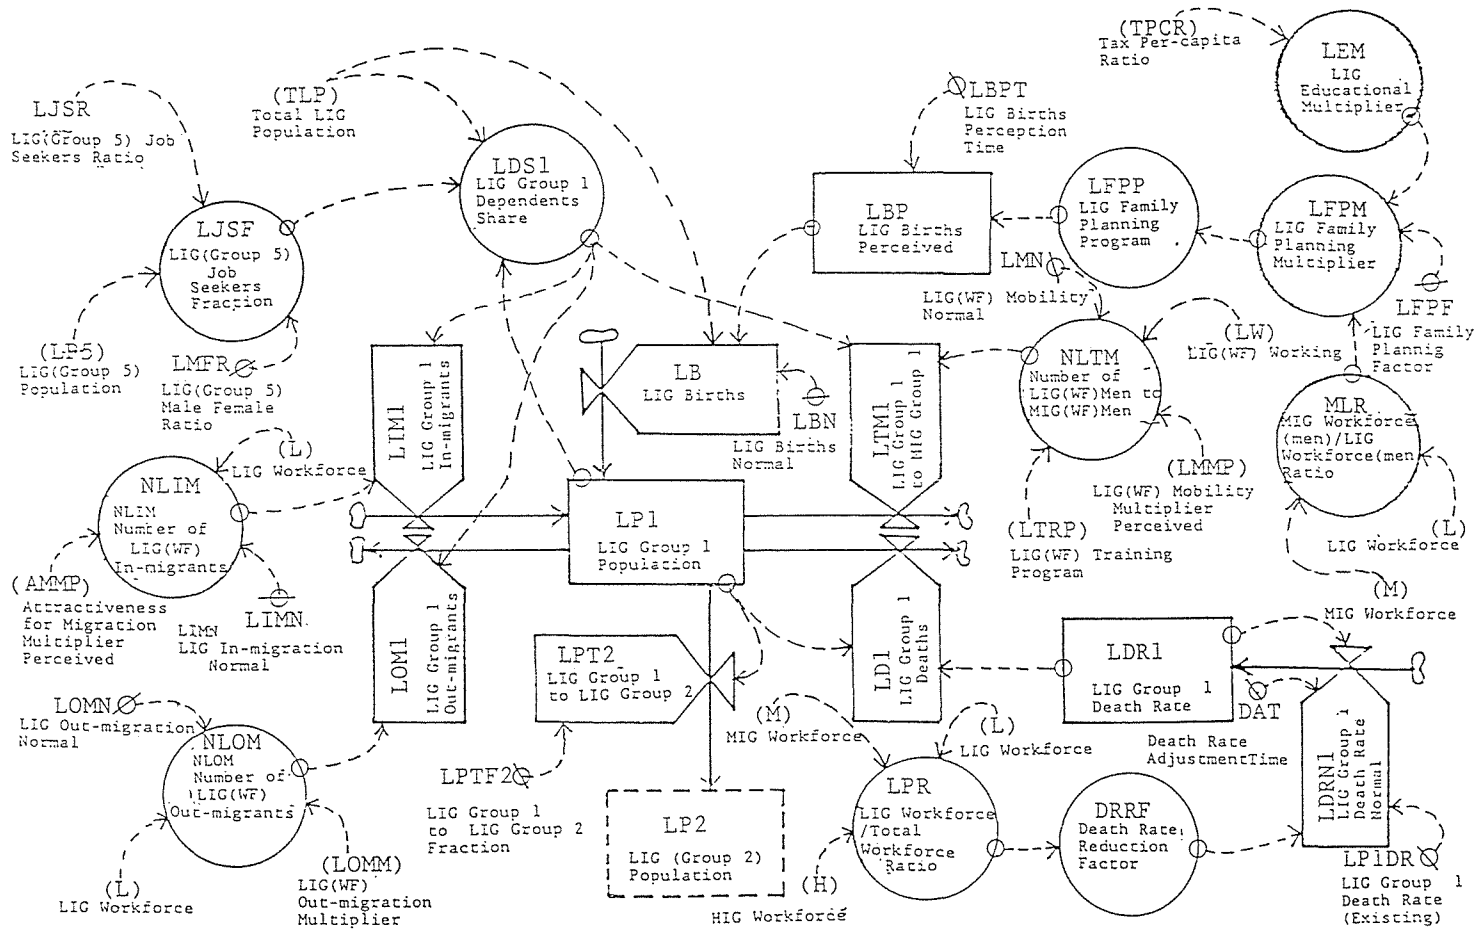 (TPCR)
Tax Per-capita
Ratio
LEM
LIG
Educational
Multiplier
LJSR
LIG(Group 5) Job
Seekers Ratio
(TLP)
Total LIG
Population
LBPT
LIG Births
Perception
Time
LDS1
LIG Group 1
Dependents
Share
LJSF
LIG(Group 5)
Job
Seekers
Fraction
LBP
LIG Births
Perceived
LFPP
LIG Family
Planning
Program
LFPM
LIG Family
Planning
Multiplier
LMN
LIG(WF) Mobility
Normal
LFPF
LIG Family
Plannig
Factor
(LP5)
LIG(Group 5)
Population
LMFR
LIG(Group 5)
Male Female
Ratio
LIM1
LIG Group 1
In-migrants
LB
LIG Births
LBN
LIG Births
Normal
LTM1
LIG Group 1
to HIG Group 1
NLTM
Number of
LIG(WF)Men to
MIG(WF)Men
(LW)
LIG(WF) Working
MLR
MIG Workforce
(men)/LIG
Workforce(men
Ratio
(L)
LIG Workforce
NLIM
NLIM
Number of
LIG(WF)
In-migrants
(AMMP)
Attractiveness
for Migration
Multiplier
Perceived
LIMN
LIMN
LIG In-migration
Normal
LP1
LIG Group 1
Population
(LTRP)
LIG(WF) Training
Program
(LMMP)
LIG(WF) Mobility
Multiplier
Perceived
(L)
LIG Workforce
(M)
MIG Workforce
LOM1
LIG Group 1
Out-migrants
LPT2
LIG Group 1
to LIG Group 2
LD1
LIG Group 1
Deaths
LDR1
LIG Group 1
Death Rate
DAT
Death Rate
AdjustmentTime
LDRN1
LIG Group 1
Death Rate
Normal
LOMN
LIG Out-migration
Normal
NLOM
NLOM
Number of
LIG(WF)
Out-migrants
(L)
LIG Workforce
(LOMM)
LIG(WF)
Out-migration
Multiplier
LPTF2
LIG Group 1
to LIG Group 2
Fraction
LP2
LIG (Group 2)
Population
(M)
MIG Workforce
(L)
LIG Workforce
LPR
LIG Workforce
/Total
Workforce
Ratio
(H)
HIG Workforce
DRRF
Death Rate
Reduction
Factor
LP1DR
LIG Group 1
Death Rate
(Existing)